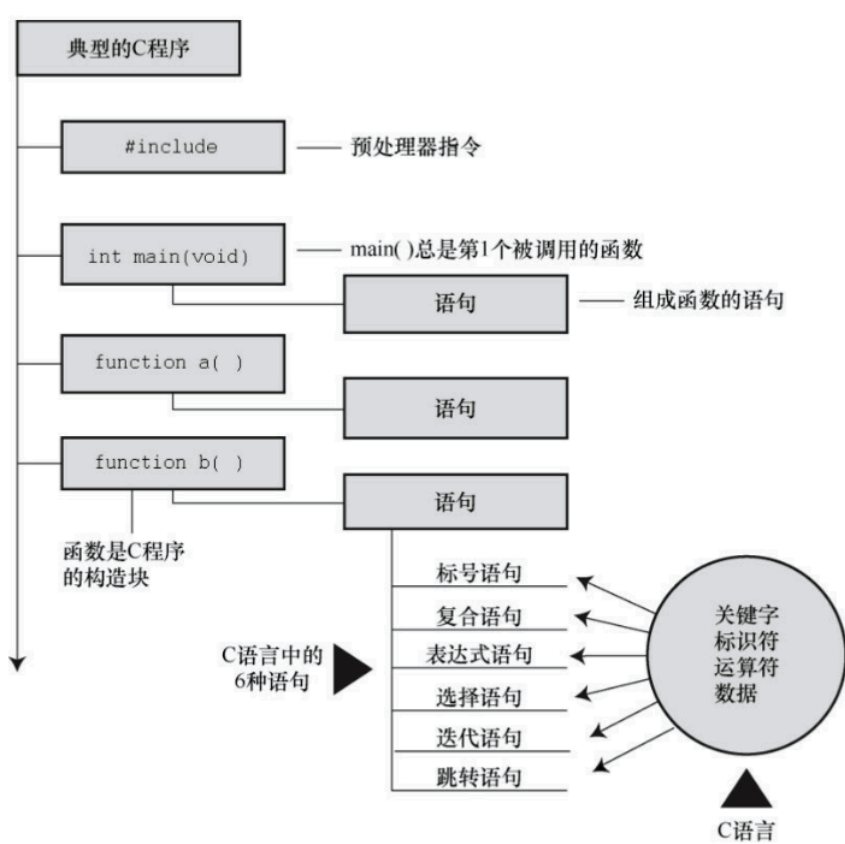 典型的C程序
#include
预处理器指令
int main(void)
main( )总是第1个被调用的函数
语句
组成函数的语句
function a( )
语句
function b( )
语句
函数是C程序
的构造块
标号语句
复合语句
表达式语句
选择语句
迭代语句
跳转语句
C语言中的
6种语句
关键字
标识符
运算符
数据
C语言